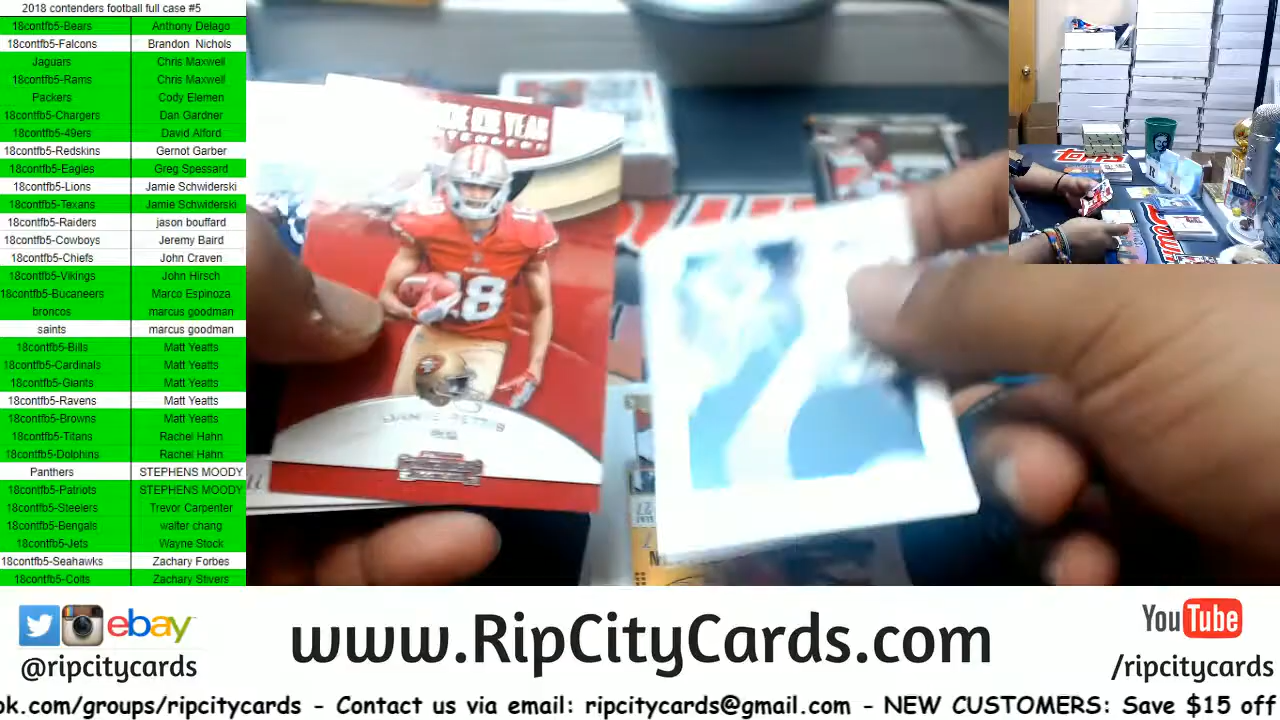 2018 contenders football full case #5
18contfb5-Bears Anthony Delago
18contfb5-Falcons Brandon Nichols
Jaguars Chris Maxwell
18contfb5-Rams Chris Maxwell
Packers Cody Elemen
18contfb5-Chargers Dan Gardner
18contfb5-49ers David Alford
18contfb5-Redskins Gernot Garber
18contfb5-Eagles Greg Spessard
18contfb5-Lions Jamie Schwiderski
18contfb5-Texans Jamie Schwiderski
18contfb5-Raiders jason bouffard
18contfb5-Cowboys Jeremy Baird
18contfb5-Chiefs John Craven
18contfb5-Vikings John Hirsch
18contfb5-Bucaneers Marco Espinoza
broncos marcus goodman
saints marcus goodman
18contfb5-Bills Matt Yeatts
18contfb5-Cardinals Matt Yeatts
18contfb5-Giants Matt Yeatts
18contfb5-Ravens Matt Yeatts
18contfb5-Browns Matt Yeatts
18contfb5-Titans Rachel Hahn
18contfb5-Dolphins Rachel Hahn
Panthers STEPHENS MOODY
18contfb5-Patriots STEPHENS MOODY
18contfb5-Steelers Trevor Carpenter
18contfb5-Bengals walter chang
18contfb5-Jets Wayne Stock
18contfb5-Seahawks Zachary Forbes
18contfb5-Colts Zachary Stivers
THE YEAR
18
18
topps
ebay
@ripcitycards
www.RipCityCards.com
YouTube
/ripcitycards
ok.com/groups/ripcitycards - Contact us via email: ripcitycards@gmail.com - NEW CUSTOMERS: Save $15 off